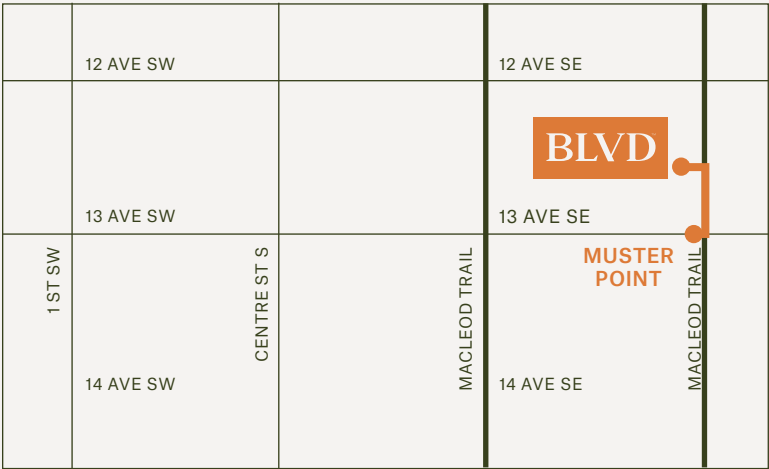 12 AVE SW
12 AVE SE
BLVD
13 AVE SW
13 AVE SE
1 ST SW
CENTRE ST S
MACLEOD TRAIL
MUSTER
POINT
MACLEOD TRAIL
14 AVE SW
14 AVE SE